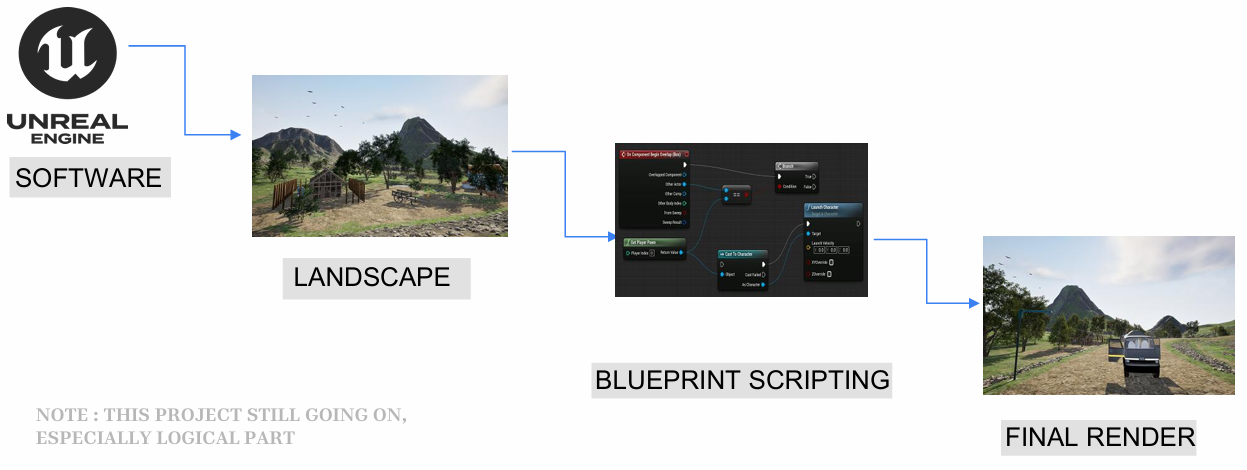 UNREAL
ENGINE
SOFTWARE
LANDSCAPE
On Component Begin Overlap (Box)
Overlapped Component
Other Actor
Other Comp
Other Body Index
From Sweep
Sweep Result
==
Branch
True
Condition
False
Get Player Pawn
Player Index
Return Value
Cast To Character
Object
Cast Failed
As Character
Launch Character
Target is Character
Target
Launch Velocity
XYOverride
ZOverride
BLUEPRINT SCRIPTING
FINAL RENDER
NOTE : THIS PROJECT STILL GOING ON,
ESPECIALLY LOGICAL PART